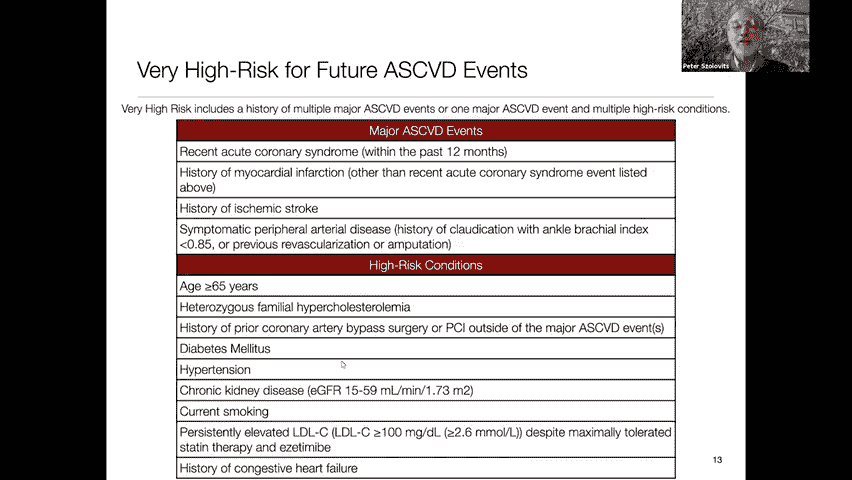 Peter Szolovits
Very High-Risk for Future ASCVD Events
Very High Risk includes a history of multiple major ASCVD events or one major ASCVD event and multiple high-risk conditions.
Major ASCVD Events
Recent acute coronary syndrome (within the past 12 months)
History of myocardial infarction (other than recent acute coronary syndrome event listed
above)
History of ischemic stroke
Symptomatic peripheral arterial disease (history of claudication with ankle brachial index
<0.85, or previous revascularization or amputation)
High-Risk Conditions
Age ≥65 years
Heterozygous familial hypercholesterolemia
History of prior coronary artery bypass surgery or PCI outside of the major ASCVD event(s)
Diabetes Mellitus
Hypertension
Chronic kidney disease (eGFR 15-59 mL/min/1.73 m2)
Current smoking
Persistently elevated LDL-C (LDL-C ≥100 mg/dL (≥2.6 mmol/L)) despite maximally tolerated
statin therapy and ezetimibe
History of congestive heart failure
13